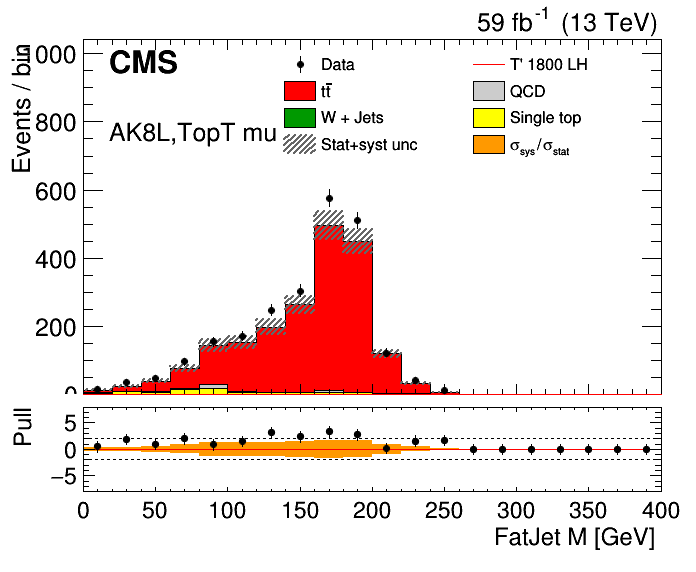 59 fb⁻¹ (13 TeV)
Events / bin
000
800
600
400
200
0
CMS
AK8L,TopT mu
Data
tt̄
W + Jets
Stat+syst unc
T' 1800 LH
QCD
Single top
σsys/σstat
Pull
5
0
−5
0 50 100 150 200 250 300 350 400
FatJet M [GeV]